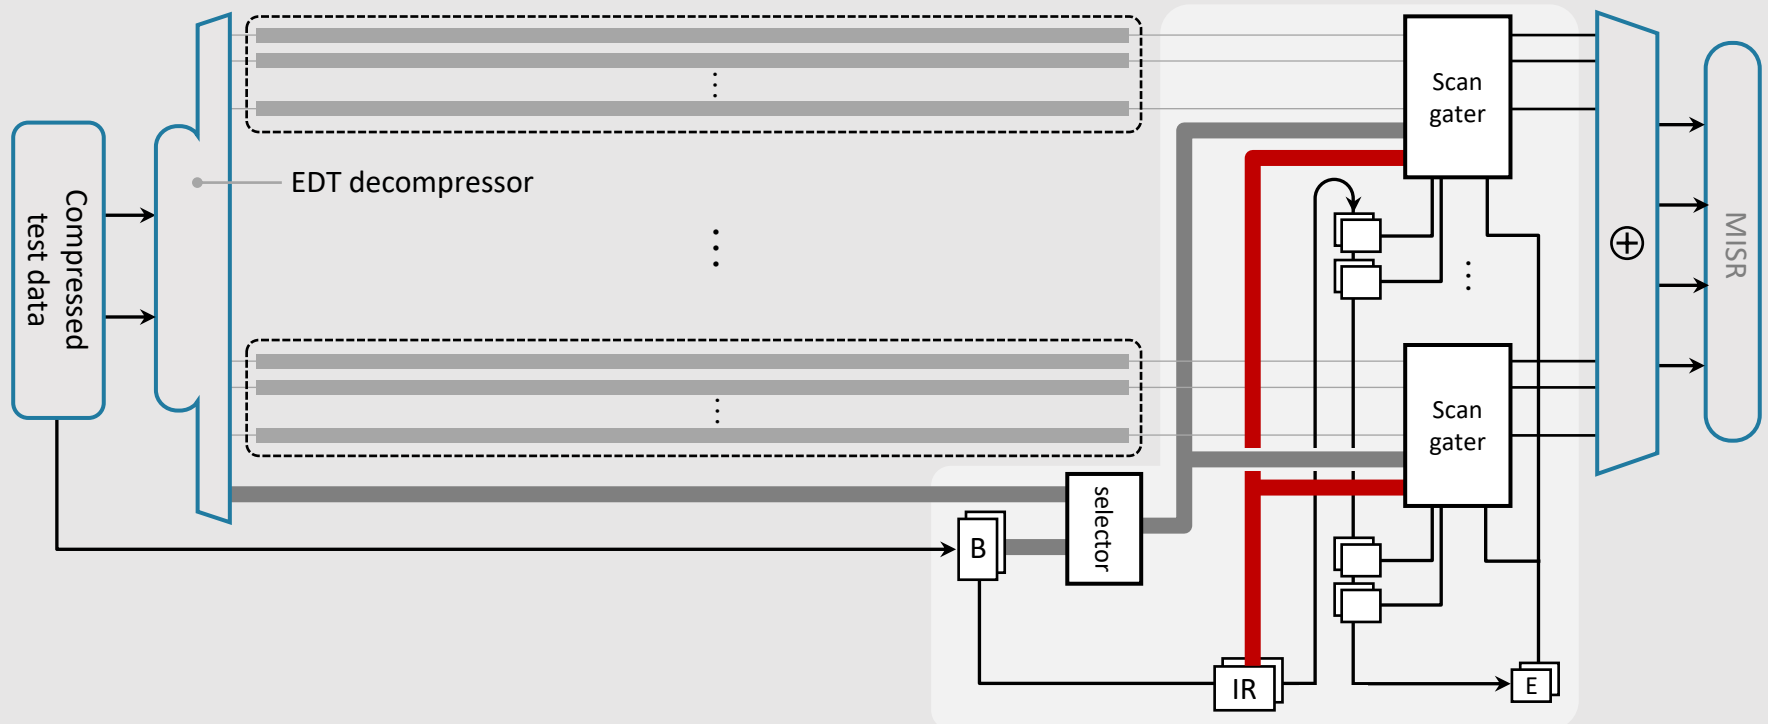 Compressed
test data
EDT decompressor
Scan
gater
Scan
gater
selector
B
IR
E
MISR